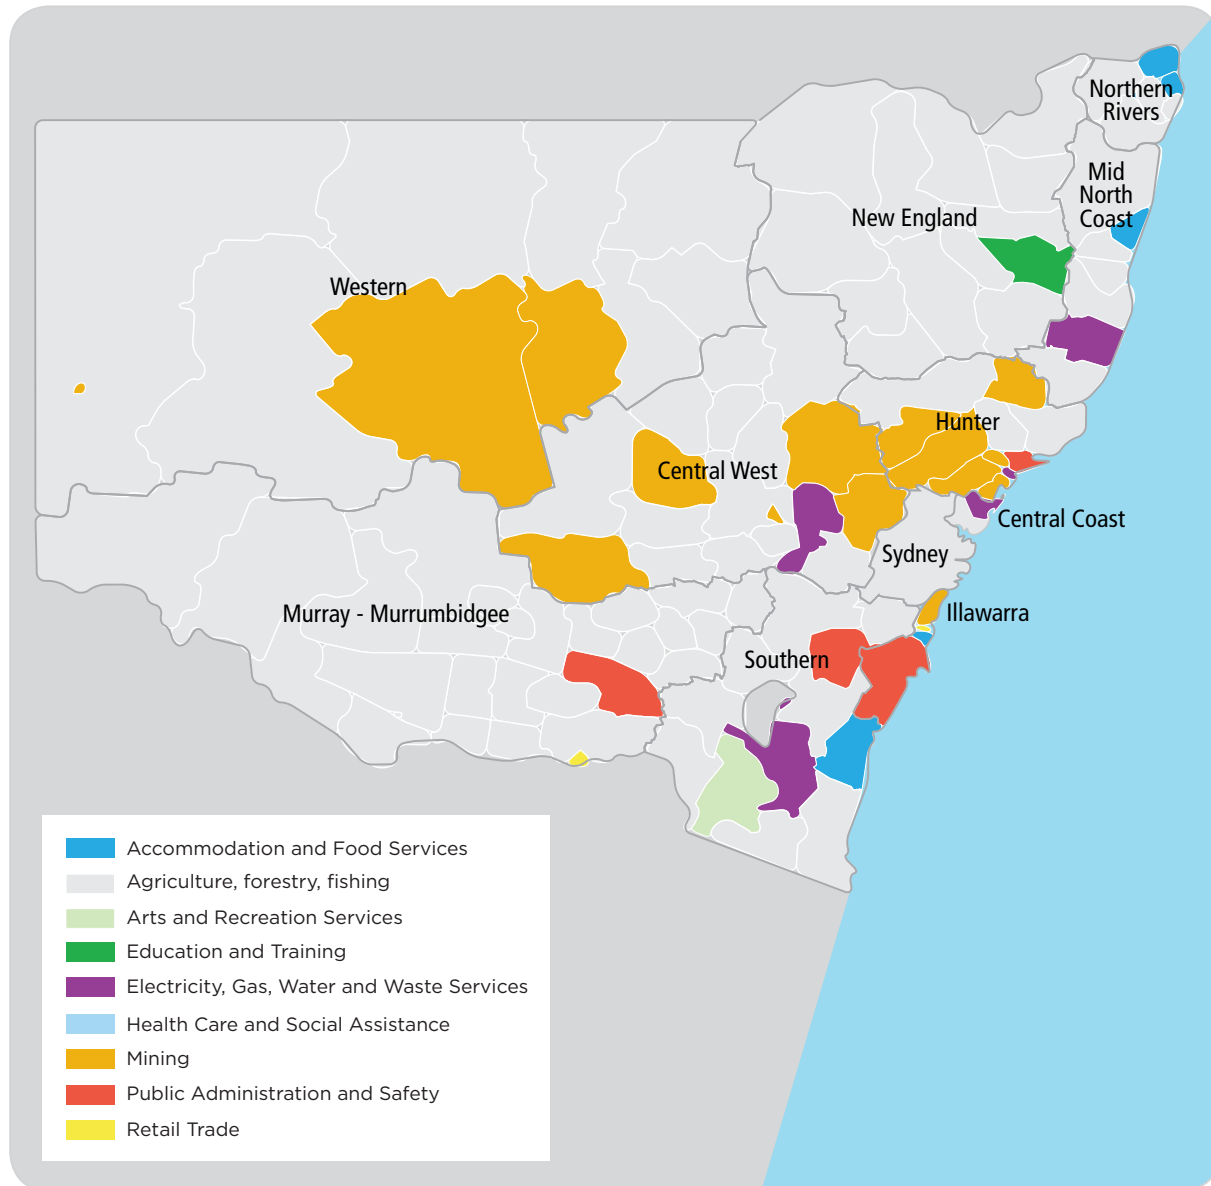 Northern
Rivers
Mid
North
Coast
New England
Western
Hunter
Central West
Central Coast
Sydney
Illawarra
Murray - Murrumbidgee
Southern
Accommodation and Food Services
Agriculture, forestry, fishing
Arts and Recreation Services
Education and Training
Electricity, Gas, Water and Waste Services
Health Care and Social Assistance
Mining
Public Administration and Safety
Retail Trade